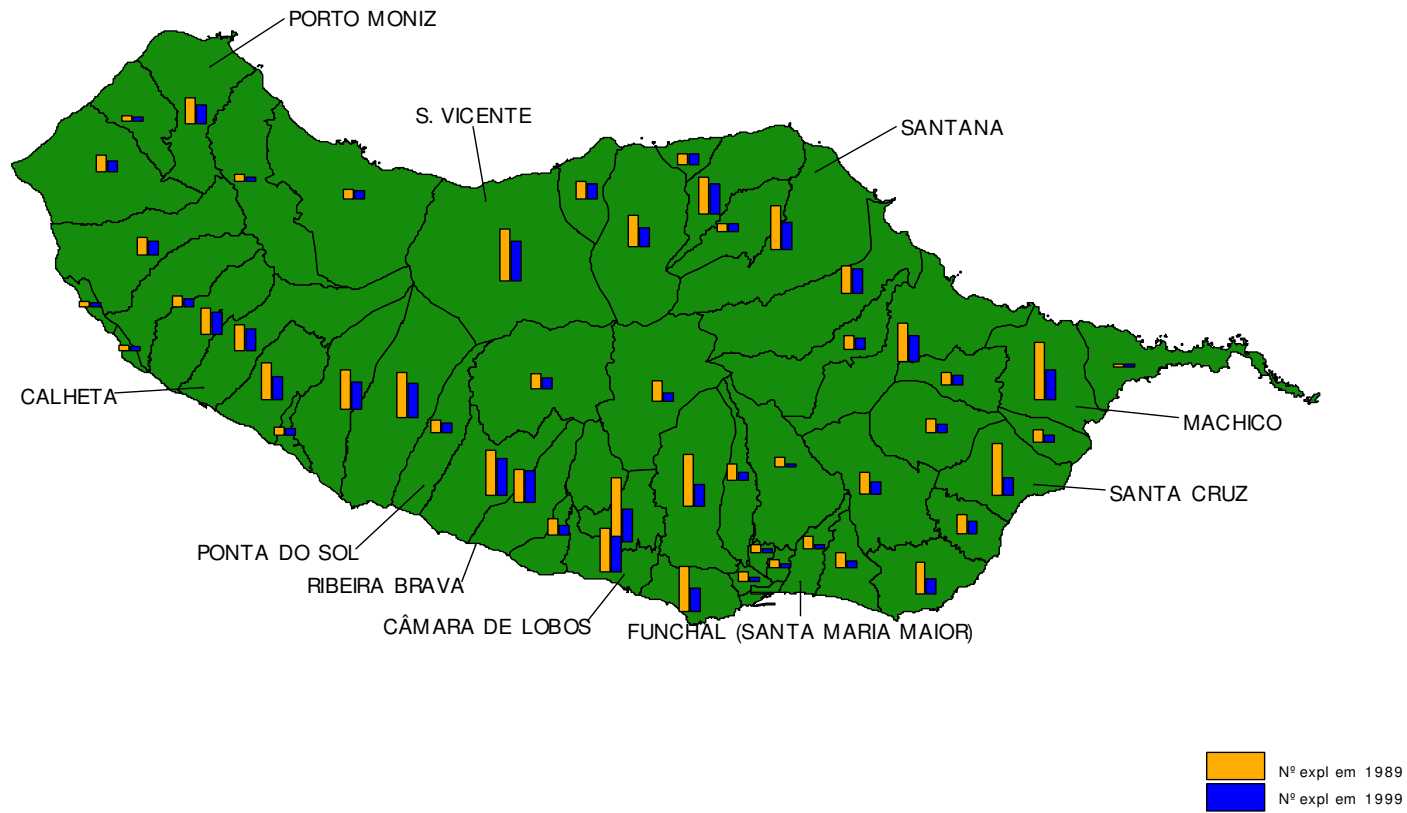 PORTO MONIZ
S. VICENTE
SANTANA
CALHETA
MACHICO
SANTA CRUZ
PONTA DO SOL
RIBEIRA BRAVA
CÂMARA DE LOBOS
FUNCHAL (SANTA MARIA MAIOR)
Nº expl em 1989
Nº expl em 1999